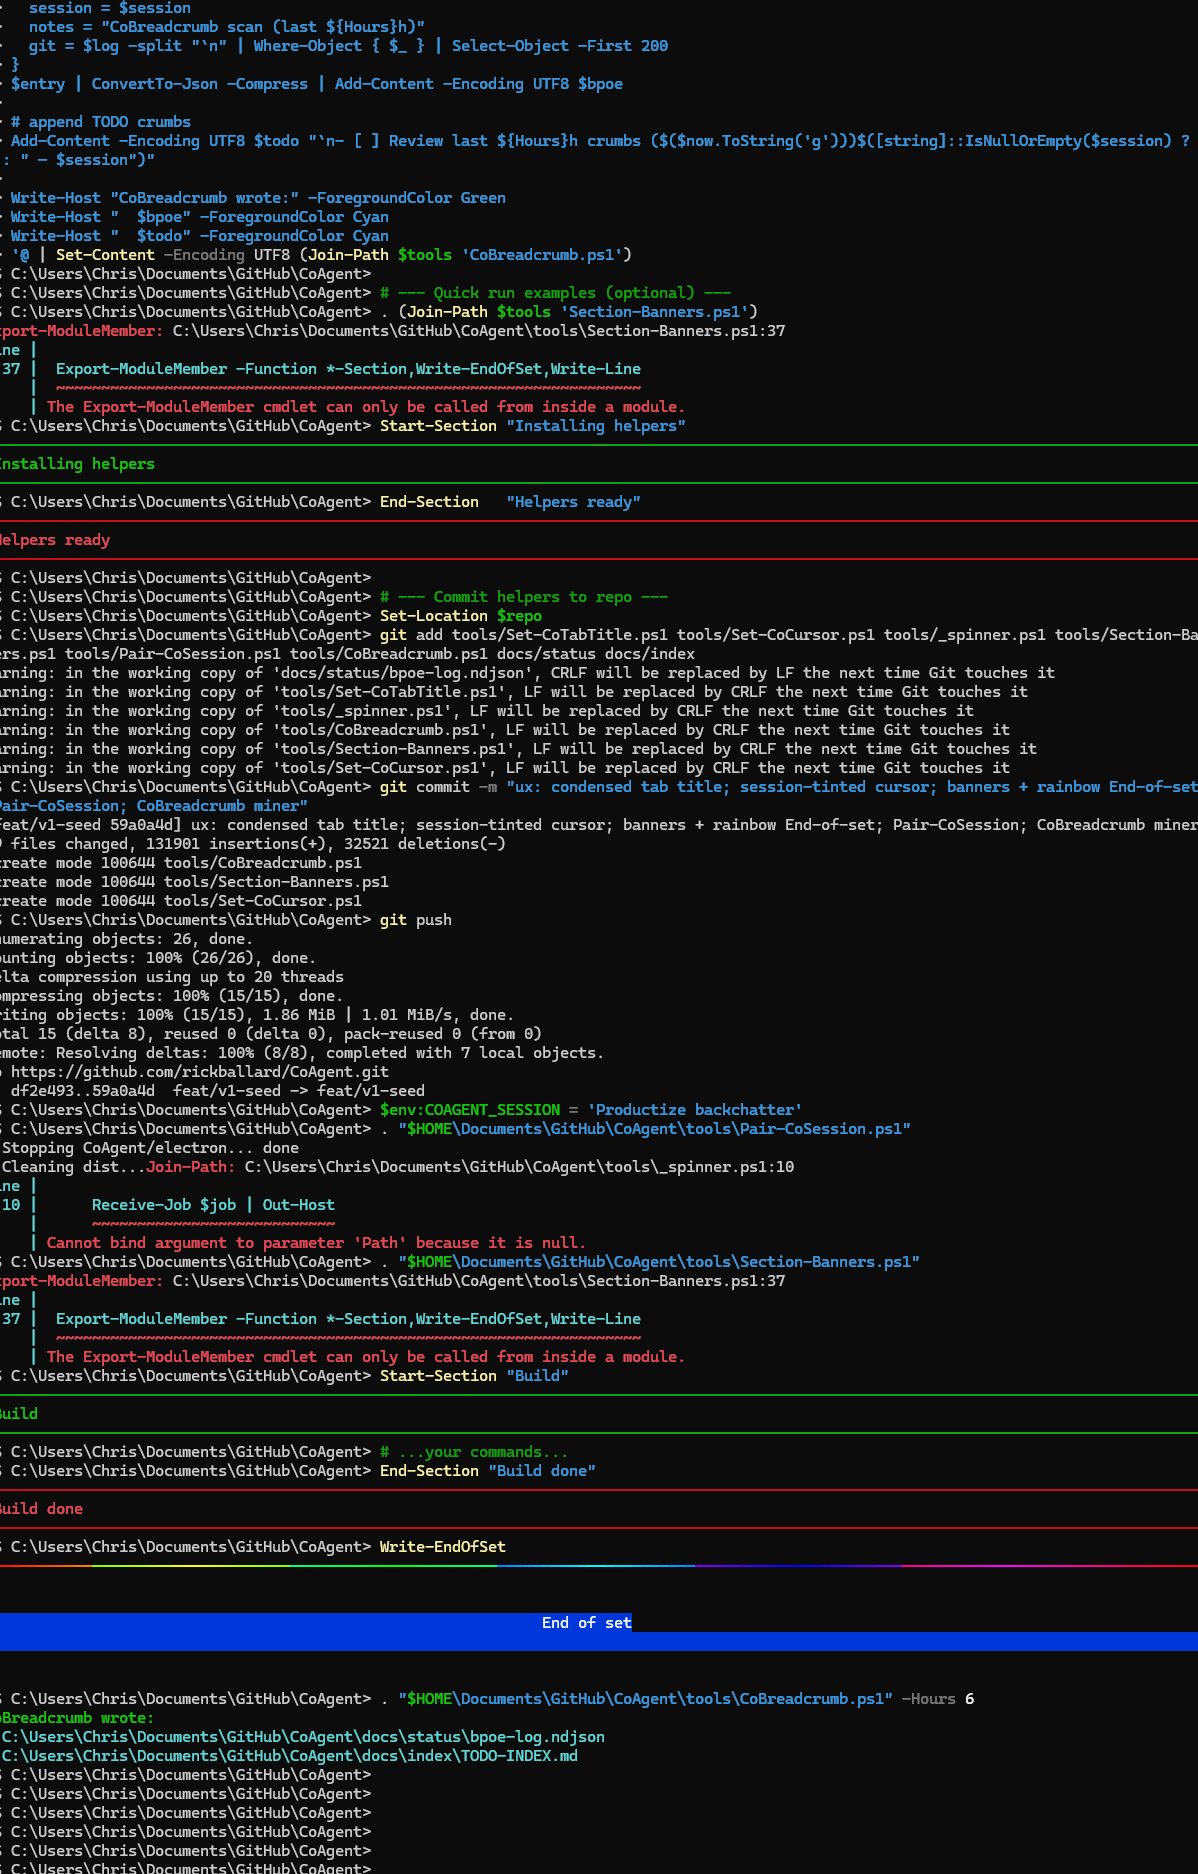 session = $session
notes = "CoBreadcrumb scan (last ${Hours}h)"
git = $log -split "`n" | Where-Object { $_ } | Select-Object -First 200
}
$entry | ConvertTo-Json -Compress | Add-Content -Encoding UTF8 $bpoe
# append TODO crumbs
Add-Content -Encoding UTF8 $todo "`n- [ ] Review last ${Hours}h crumbs ($($now.ToString('g')))$([string]::IsNullOrEmpty($session) ?
: " - $session")"
Write-Host "CoBreadcrumb wrote:" -ForegroundColor Green
Write-Host "  $bpoe" -ForegroundColor Cyan
Write-Host "  $todo" -ForegroundColor Cyan
'@ | Set-Content -Encoding UTF8 (Join-Path $tools 'CoBreadcrumb.ps1')
C:\Users\Chris\Documents\GitHub\CoAgent>
C:\Users\Chris\Documents\GitHub\CoAgent> # --- Quick run examples (optional) ---
C:\Users\Chris\Documents\GitHub\CoAgent> . (Join-Path $tools 'Section-Banners.ps1')
port-ModuleMember: C:\Users\Chris\Documents\GitHub\CoAgent\tools\Section-Banners.ps1:37
ine |
37 |  Export-ModuleMember -Function *-Section,Write-EndOfSet,Write-Line
|  ~~~~~~~~~~~~~~~~~~~~~~~~~~~~~~~~~~~~~~~~~~~~~~~~~~~~~~~~~~~~~~~~~
| The Export-ModuleMember cmdlet can only be called from inside a module.
C:\Users\Chris\Documents\GitHub\CoAgent> Start-Section "Installing helpers"
nstalling helpers
C:\Users\Chris\Documents\GitHub\CoAgent> End-Section   "Helpers ready"
elpers ready
C:\Users\Chris\Documents\GitHub\CoAgent>
C:\Users\Chris\Documents\GitHub\CoAgent> # --- Commit helpers to repo ---
C:\Users\Chris\Documents\GitHub\CoAgent> Set-Location $repo
C:\Users\Chris\Documents\GitHub\CoAgent> git add tools/Set-CoTabTitle.ps1 tools/Set-CoCursor.ps1 tools/_spinner.ps1 tools/Section-Ba
ers.ps1 tools/Pair-CoSession.ps1 tools/CoBreadcrumb.ps1 docs/status docs/index
arning: in the working copy of 'docs/status/bpoe-log.ndjson', CRLF will be replaced by LF the next time Git touches it
arning: in the working copy of 'tools/Set-CoTabTitle.ps1', LF will be replaced by CRLF the next time Git touches it
arning: in the working copy of 'tools/_spinner.ps1', LF will be replaced by CRLF the next time Git touches it
arning: in the working copy of 'tools/CoBreadcrumb.ps1', LF will be replaced by CRLF the next time Git touches it
arning: in the working copy of 'tools/Section-Banners.ps1', LF will be replaced by CRLF the next time Git touches it
arning: in the working copy of 'tools/Set-CoCursor.ps1', LF will be replaced by CRLF the next time Git touches it
C:\Users\Chris\Documents\GitHub\CoAgent> git commit -m "ux: condensed tab title; session-tinted cursor; banners + rainbow End-of-set
Pair-CoSession; CoBreadcrumb miner"
feat/v1-seed 59a0a4d] ux: condensed tab title; session-tinted cursor; banners + rainbow End-of-set; Pair-CoSession; CoBreadcrumb miner
9 files changed, 131901 insertions(+), 32521 deletions(-)
create mode 100644 tools/CoBreadcrumb.ps1
create mode 100644 tools/Section-Banners.ps1
create mode 100644 tools/Set-CoCursor.ps1
C:\Users\Chris\Documents\GitHub\CoAgent> git push
numerating objects: 26, done.
ounting objects: 100% (26/26), done.
elta compression using up to 20 threads
ompressing objects: 100% (15/15), done.
riting objects: 100% (15/15), 1.86 MiB | 1.01 MiB/s, done.
otal 15 (delta 8), reused 0 (delta 0), pack-reused 0 (from 0)
emote: Resolving deltas: 100% (8/8), completed with 7 local objects.
o https://github.com/rickballard/CoAgent.git
df2e493..59a0a4d  feat/v1-seed -> feat/v1-seed
C:\Users\Chris\Documents\GitHub\CoAgent> $env:COAGENT_SESSION = 'Productize backchatter'
C:\Users\Chris\Documents\GitHub\CoAgent> . "$HOME\Documents\GitHub\CoAgent\tools\Pair-CoSession.ps1"
Stopping CoAgent/electron... done
Cleaning dist...Join-Path: C:\Users\Chris\Documents\GitHub\CoAgent\tools\_spinner.ps1:10
ine |
10 |      Receive-Job $job | Out-Host
|      ~~~~~~~~~~~~~~~~~~~~~~~~~~~
| Cannot bind argument to parameter 'Path' because it is null.
C:\Users\Chris\Documents\GitHub\CoAgent> . "$HOME\Documents\GitHub\CoAgent\tools\Section-Banners.ps1"
port-ModuleMember: C:\Users\Chris\Documents\GitHub\CoAgent\tools\Section-Banners.ps1:37
ine |
37 |  Export-ModuleMember -Function *-Section,Write-EndOfSet,Write-Line
|  ~~~~~~~~~~~~~~~~~~~~~~~~~~~~~~~~~~~~~~~~~~~~~~~~~~~~~~~~~~~~~~~~~
| The Export-ModuleMember cmdlet can only be called from inside a module.
C:\Users\Chris\Documents\GitHub\CoAgent> Start-Section "Build"
Build
C:\Users\Chris\Documents\GitHub\CoAgent> # ...your commands...
C:\Users\Chris\Documents\GitHub\CoAgent> End-Section "Build done"
Build done
C:\Users\Chris\Documents\GitHub\CoAgent> Write-EndOfSet
End of set
C:\Users\Chris\Documents\GitHub\CoAgent> . "$HOME\Documents\GitHub\CoAgent\tools\CoBreadcrumb.ps1" -Hours 6
oBreadcrumb wrote:
C:\Users\Chris\Documents\GitHub\CoAgent\docs\status\bpoe-log.ndjson
C:\Users\Chris\Documents\GitHub\CoAgent\docs\index\TODO-INDEX.md
C:\Users\Chris\Documents\GitHub\CoAgent>
C:\Users\Chris\Documents\GitHub\CoAgent>
C:\Users\Chris\Documents\GitHub\CoAgent>
C:\Users\Chris\Documents\GitHub\CoAgent>
C:\Users\Chris\Documents\GitHub\CoAgent>
C:\Users\Chris\Documents\GitHub\CoAgent>